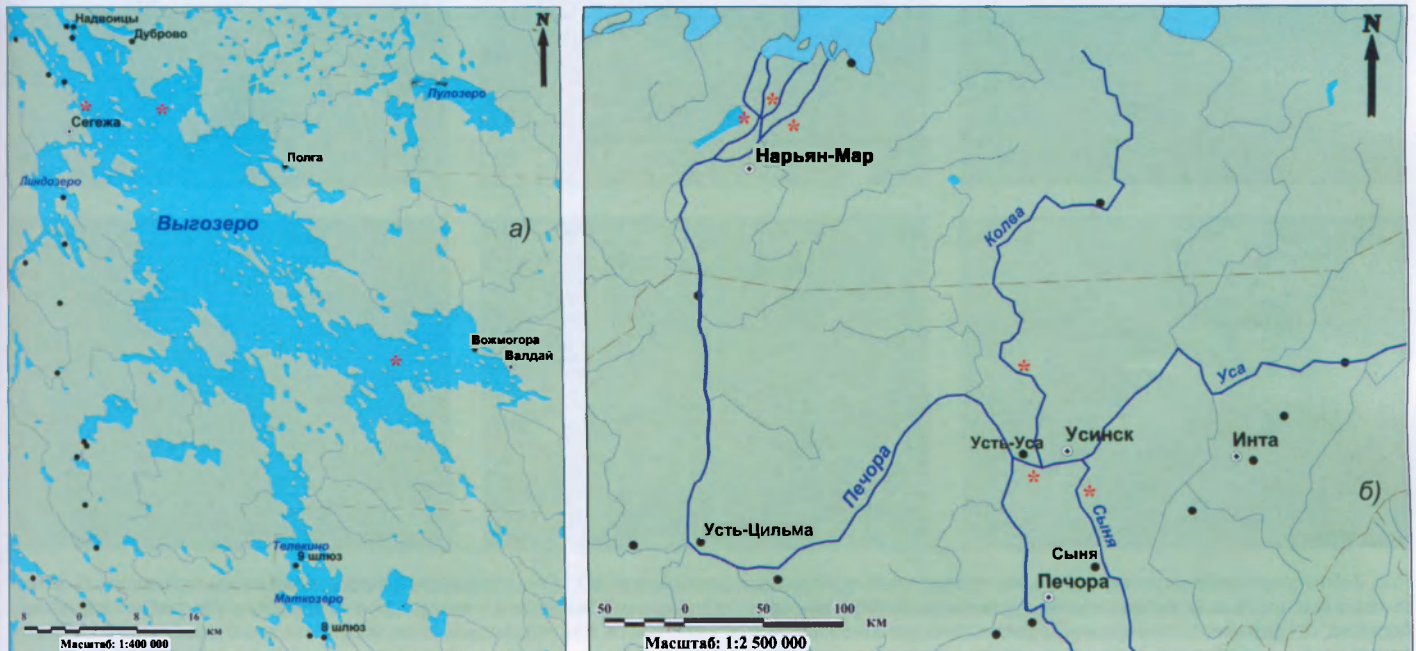 Надвоицы
Дуброво
N
Пулозеро
Сегежа
Полга
Линдозеро
Выгозеро
а)
Вожмогора
Валдай
Телекино
9 шлюз
Маткозеро
8 шлюз
8 0 8 16
км
Масштаб: 1:400 000
N
Нарьян-Мар
Колва
Уса
Усть-Уса
Усинск
Инта
Печора
б)
Сыня
Усть-Цильма
Сыня
Печора
50 0 50 100
км
Масштаб: 1:2 500 000